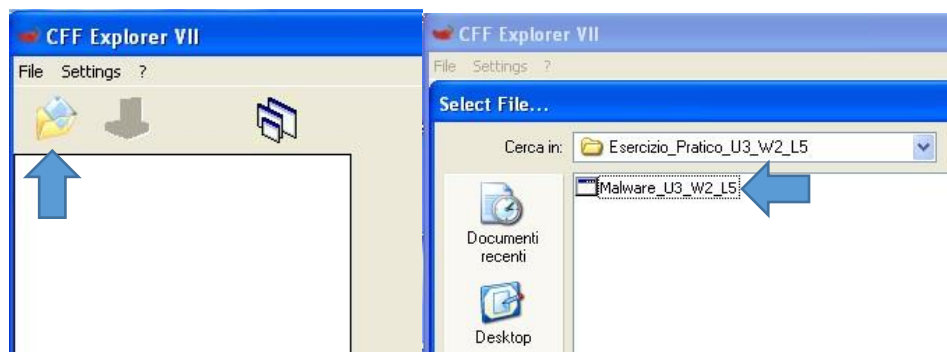 CFF Explorer VII
File Settings ?
CFF Explorer VII
File Settings ?
Select File...
Cerca in:
Esercizio_Pratico_U3_W2_L5
Malware_U3_W2_L5
Documenti
recenti
Desktop